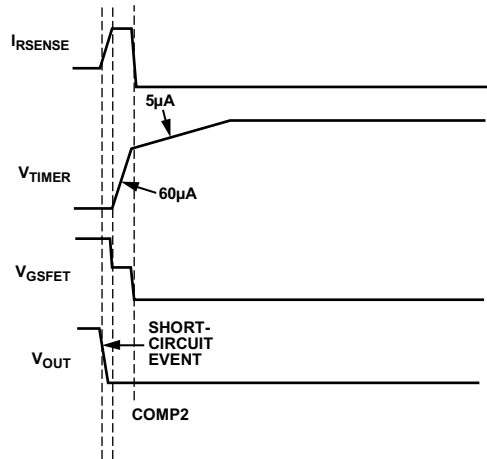 IRSENSE
5µA
VTIMER
60µA
VGSFET
SHORT-
CIRCUIT
EVENT
VOUT
COMP2